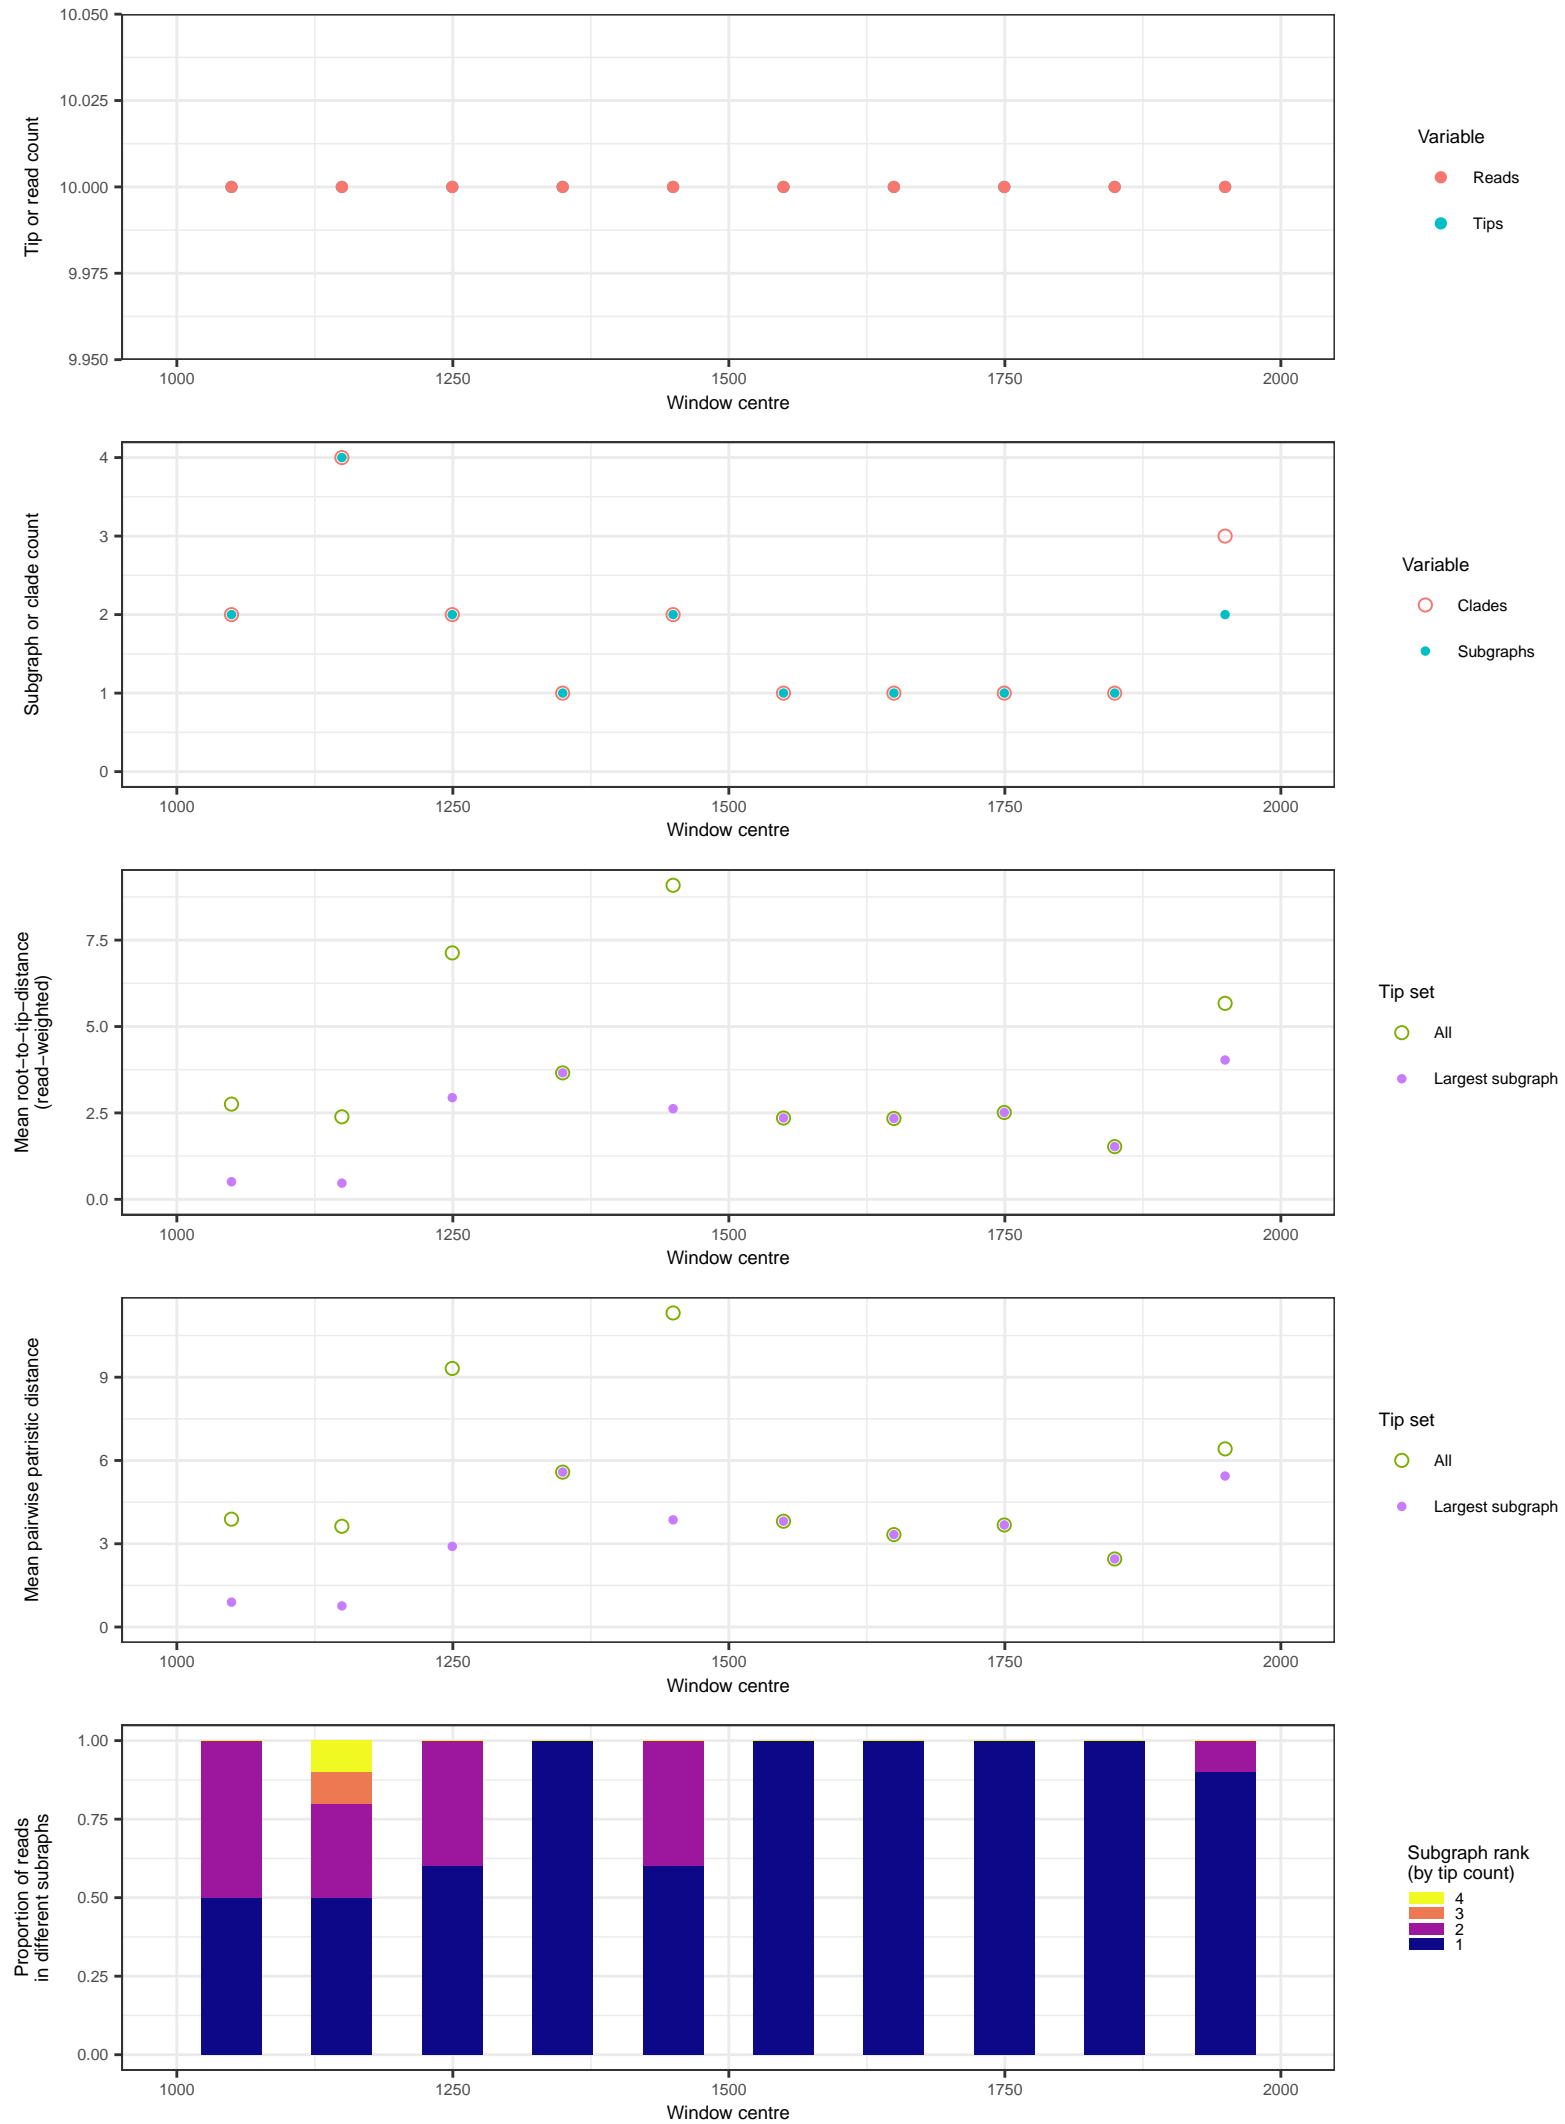 10.050
10.025
10.000
9.975
9.950
Tip or read count
1000 1250 1500 1750 2000
Window centre
Variable
Reads
Tips
4
3
2
1
0
Subgraph or clade count
1000 1250 1500 1750 2000
Window centre
Variable
Clades
Subgraphs
7.5
5.0
2.5
0.0
Mean root−to−tip−distance
(read−weighted)
1000 1250 1500 1750 2000
Window centre
Tip set
All
Largest subgraph
9
6
3
0
Mean pairwise patristic distance
1000 1250 1500 1750 2000
Window centre
Tip set
All
Largest subgraph
1.00
0.75
0.50
0.25
0.00
Proportion of reads
in different subraphs
1000 1250 1500 1750 2000
Window centre
Subgraph rank
(by tip count)
4
3
2
1